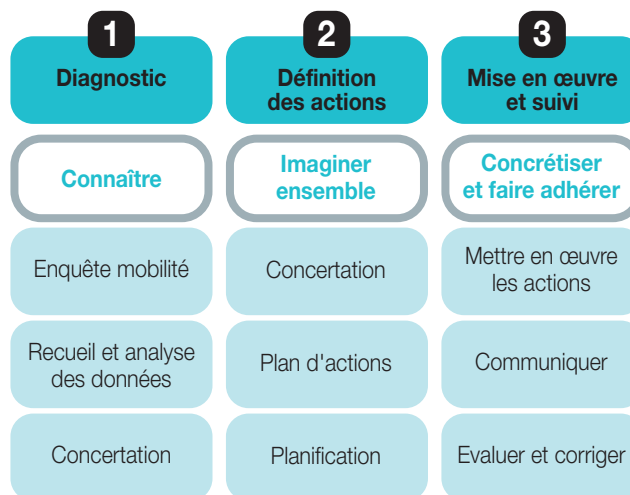 1
Diagnostic
Connaître
Enquête mobilité
Recueil et analyse
des données
Concertation
2
Définition
des actions
Imaginer
ensemble
Concertation
Plan d'actions
Planification
3
Mise en œuvre
et suivi
Concrétiser
et faire adhérer
Mettre en œuvre
les actions
Communiquer
Evaluer et corriger